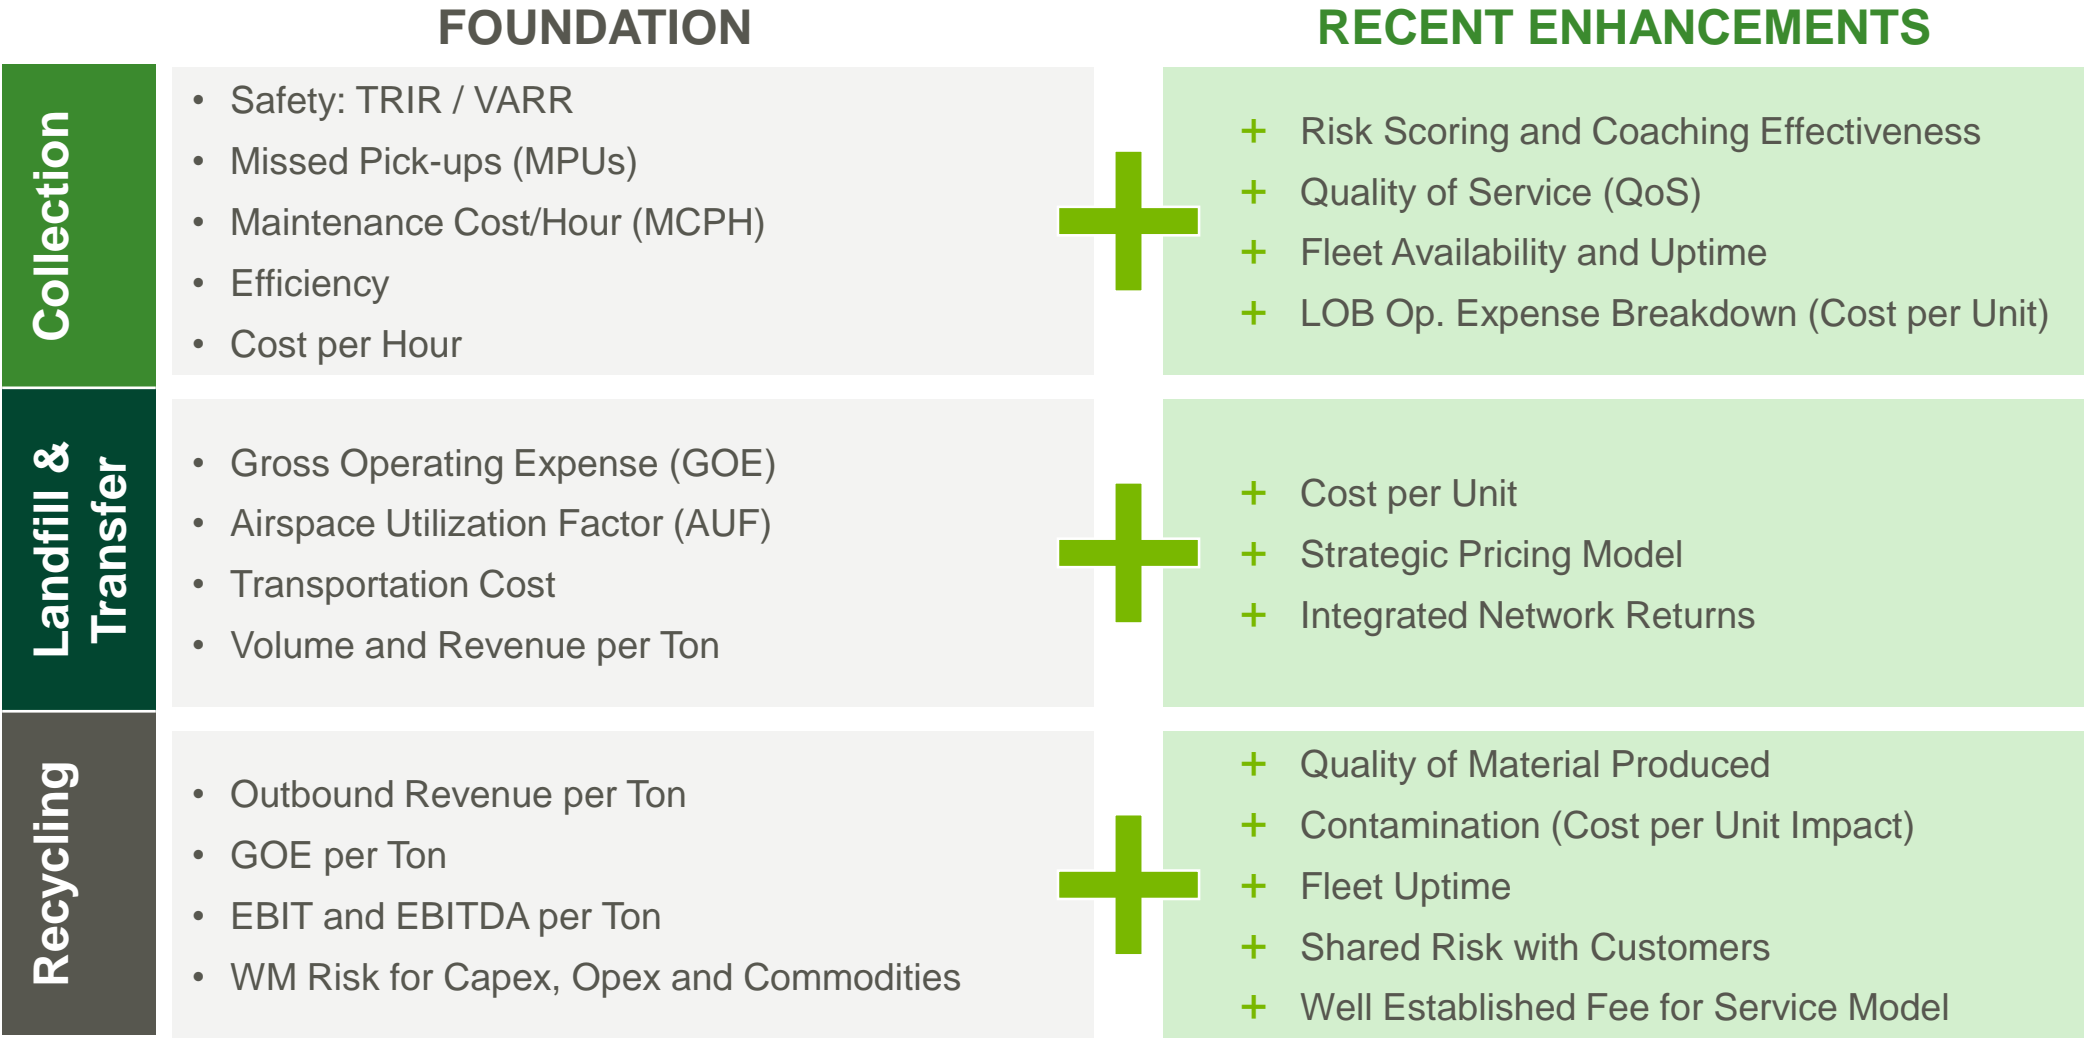 FOUNDATION
RECENT ENHANCEMENTS
Collection
• Safety: TRIR / VARR
• Missed Pick-ups (MPUs)
• Maintenance Cost/Hour (MCPH)
• Efficiency
• Cost per Hour
+ Risk Scoring and Coaching Effectiveness
+ Quality of Service (QoS)
+ Fleet Availability and Uptime
+ LOB Op. Expense Breakdown (Cost per Unit)
Landfill &
Transfer
• Gross Operating Expense (GOE)
• Airspace Utilization Factor (AUF)
• Transportation Cost
• Volume and Revenue per Ton
+ Cost per Unit
+ Strategic Pricing Model
+ Integrated Network Returns
Recycling
• Outbound Revenue per Ton
• GOE per Ton
• EBIT and EBITDA per Ton
• WM Risk for Capex, Opex and Commodities
+ Quality of Material Produced
+ Contamination (Cost per Unit Impact)
+ Fleet Uptime
+ Shared Risk with Customers
+ Well Established Fee for Service Model